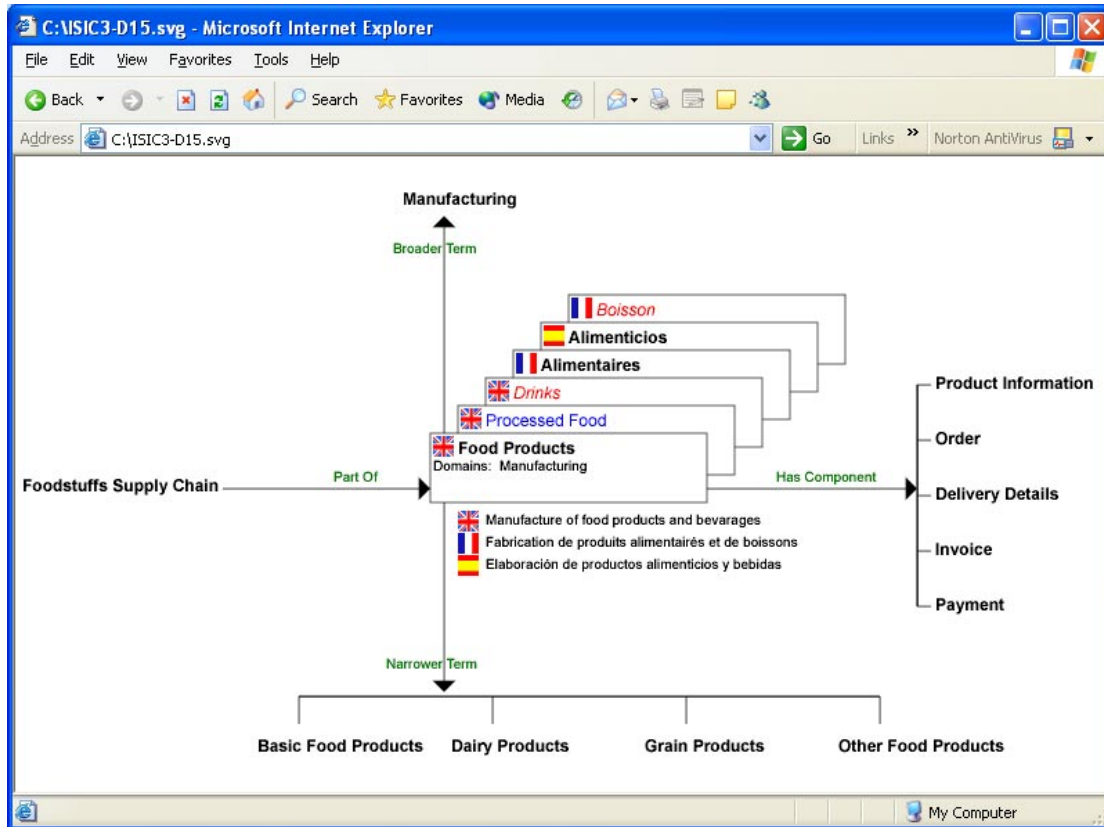 C:\ISIC3-D15.svg - Microsoft Internet Explorer
File Edit View Favorites Tools Help
Back Search Favorites Media
Address C:\ISIC3-D15.svg Go Links » Norton AntiVirus
Manufacturing
Broader Term
Boisson
Alimenticios
Alimentaires
Drinks
Processed Food
Food Products
Domains: Manufacturing
Foodstuffs Supply Chain
Part Of
Has Component
Product Information
Order
Delivery Details
Invoice
Payment
Manufacture of food products and bevarages
Fabrication de produits alimentairés et de boissons
Elaboración de productos alimenticios y bebidas
Narrower Term
Basic Food Products Dairy Products Grain Products Other Food Products
My Computer